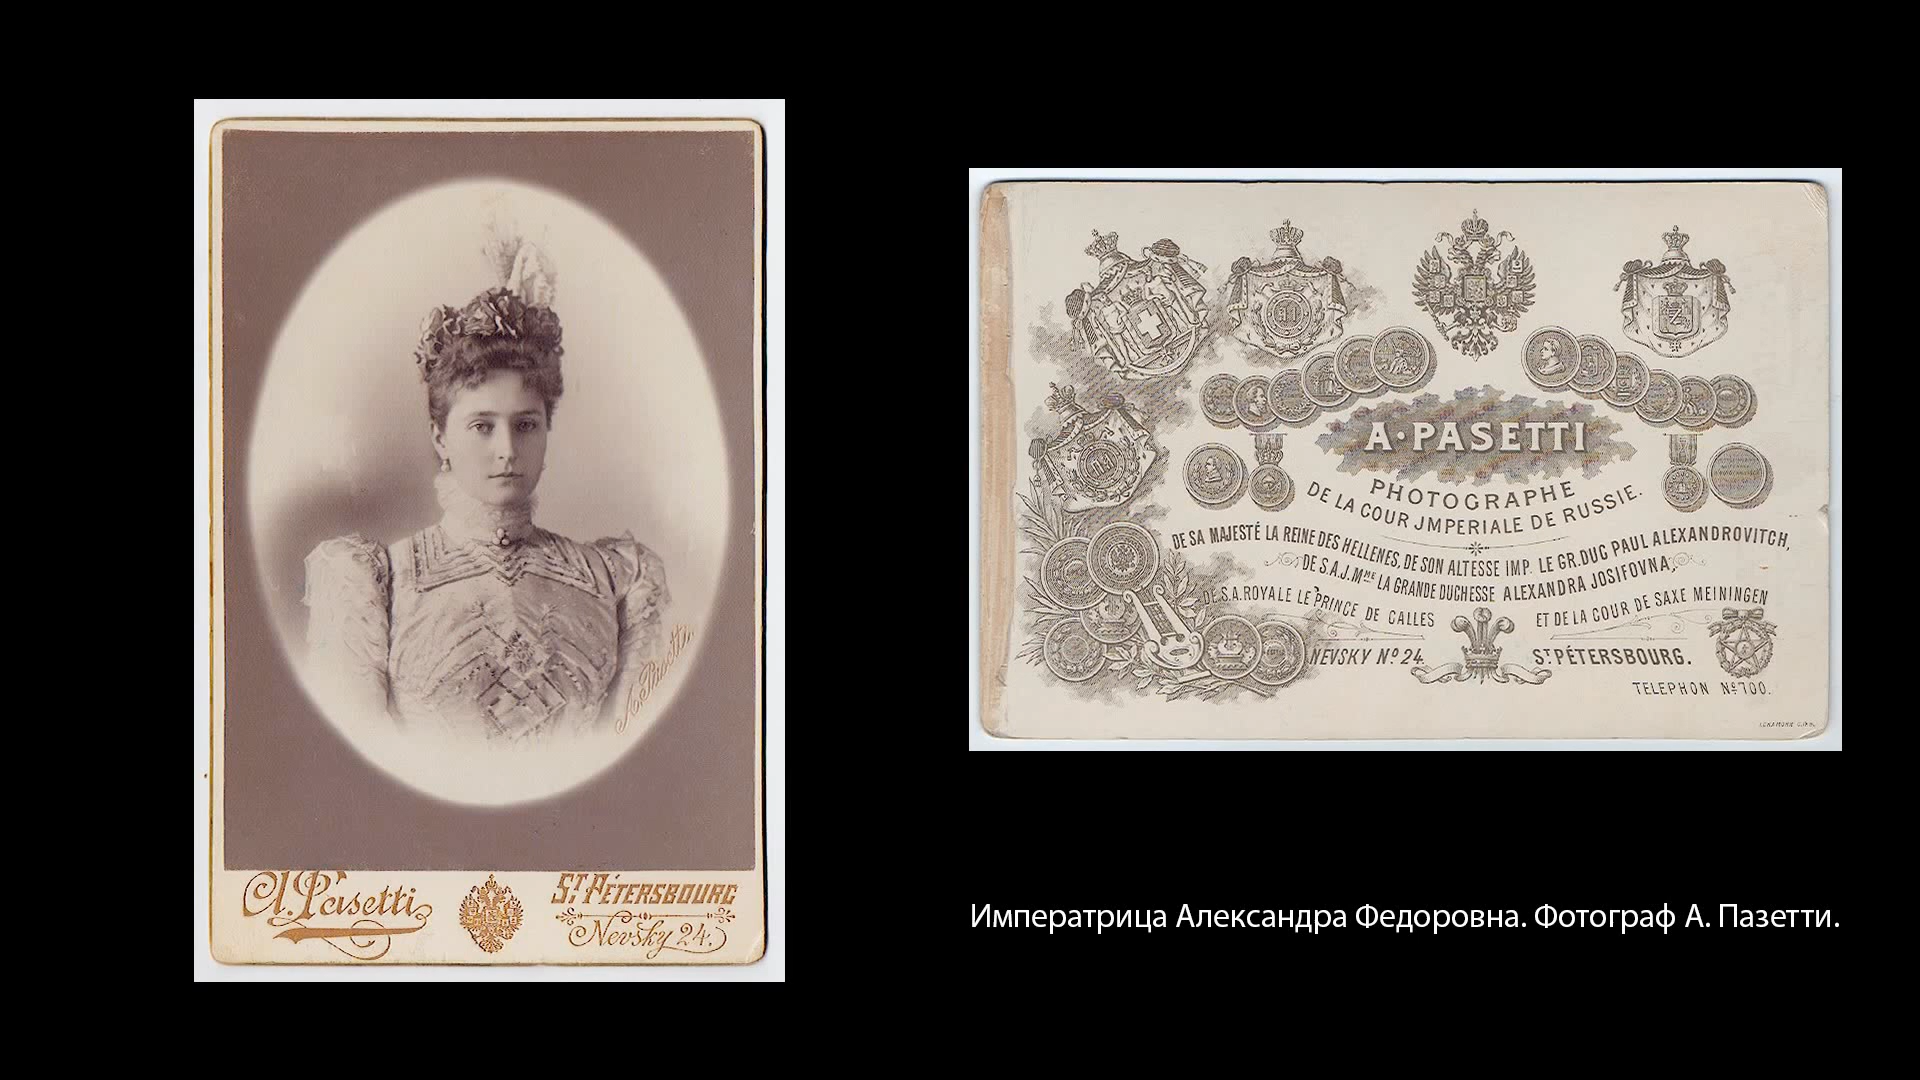 A. Pasetti
A. Pasetti
ST. PÉTERSBOURG
Nevsky 24.
A·PASETTI
PHOTOGRAPHE
DE LA COUR JMPERIALE DE RUSSIE.
DE SA MAJESTÉ LA REINE DES HELLENES, DE SON ALTESSE IMP. LE GR. DUG PAUL ALEXANDROVITCH,
DE S.A.J. MME LA GRANDE DUCHESSE ALEXANDRA JOSIFOVNA,
DE S.A. ROYALE LE PRINCE DE GALLES ET DE LA COUR DE SAXE MEININGEN
NEVSKY No 24. ST. PÉTERSBOURG.
TELEPHON No 700.
Императрица Александра Федоровна. Фотограф А. Пазетти.